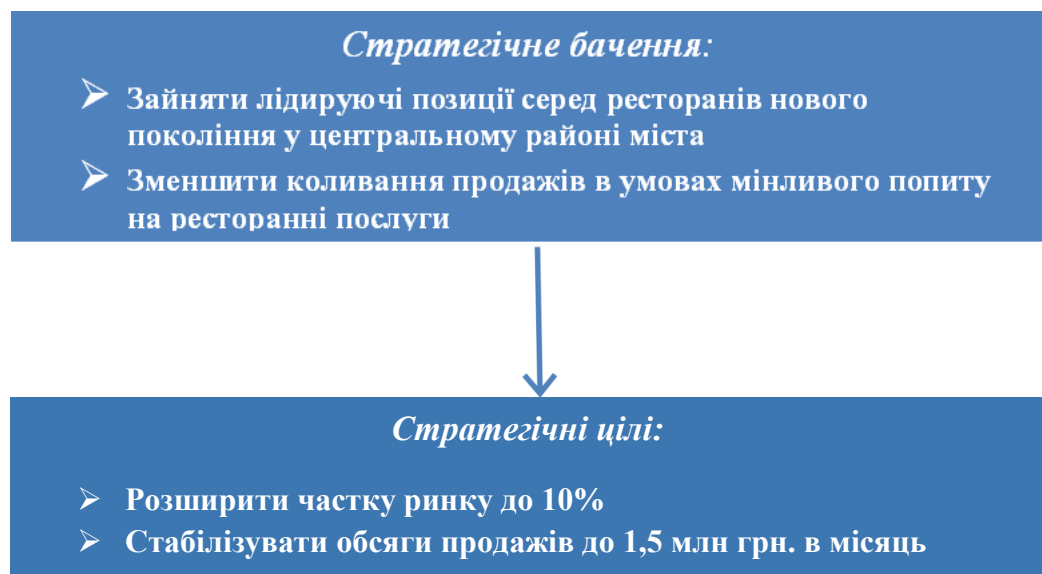 Стратегічне бачення:
➢ Зайняти лідируючі позиції серед ресторанів нового
покоління у центральному районі міста
➢ Зменшити коливання продажів в умовах мінливого попиту
на ресторанні послуги
Стратегічні цілі:
➢ Розширити частку ринку до 10%
➢ Стабілізувати обсяги продажів до 1,5 млн грн. в місяць